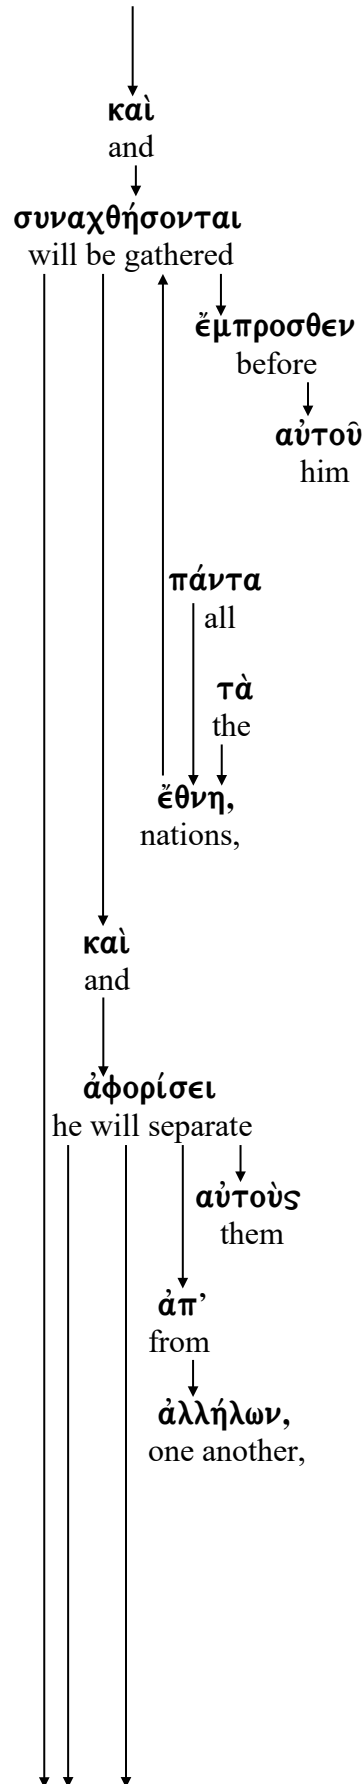 καὶ
and
συναχθήσονται
will be gathered
ἔμπροσθεν
before
αὐτοῦ
him
πάντα
all
τὰ
the
ἔθνη,
nations,
καὶ
and
ἀφορίσει
he will separate
αὐτοὺς
them
ἀπ’
from
ἀλλήλων,
one another,